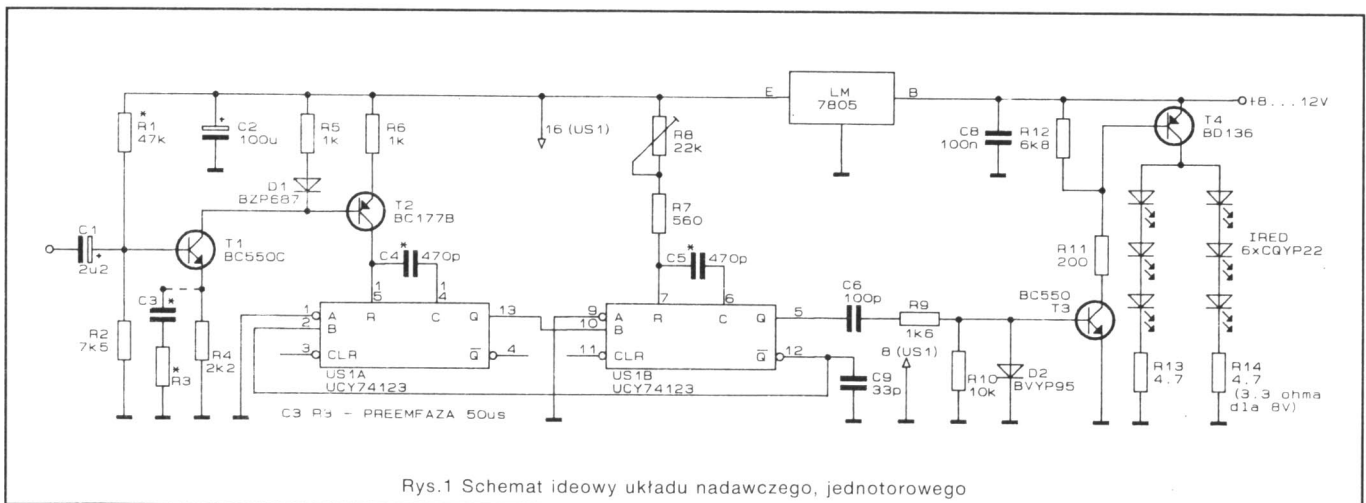 E
LM
7805
B
+8...12V
R1
*
47k
C2
100u
+
R5
1k
R6
1k
16 (US1)
R8
22k
C8
100n
R12
6k8
T4
BD136
D1
BZP687
T2
BC177B
R7
560
C1
+
2u2
T1
BC550C
C4
*
470p
C5
*
470p
R11
200
IRED
6xCQYP22
C3
*
R2
7k5
*
R3
R4
2k2
1
5
1
4
1
2
3
A
B
R
C
Q
CLR
Q
13
4
US1A
UCY74123
7
6
9
10
11
A
B
R
C
Q
CLR
Q
5
12
US1B
UCY74123
C6
100p
R9
1k6
BC550
T3
8 (US1)
C9
33p
R10
10k
D2
BVYP95
R13
4.7
R14
4.7
(3.3 ohma
dla 8V)
C3 R3 - PREEMFAZA 50us
Rys.1 Schemat ideowy układu nadawczego, jednotorowego